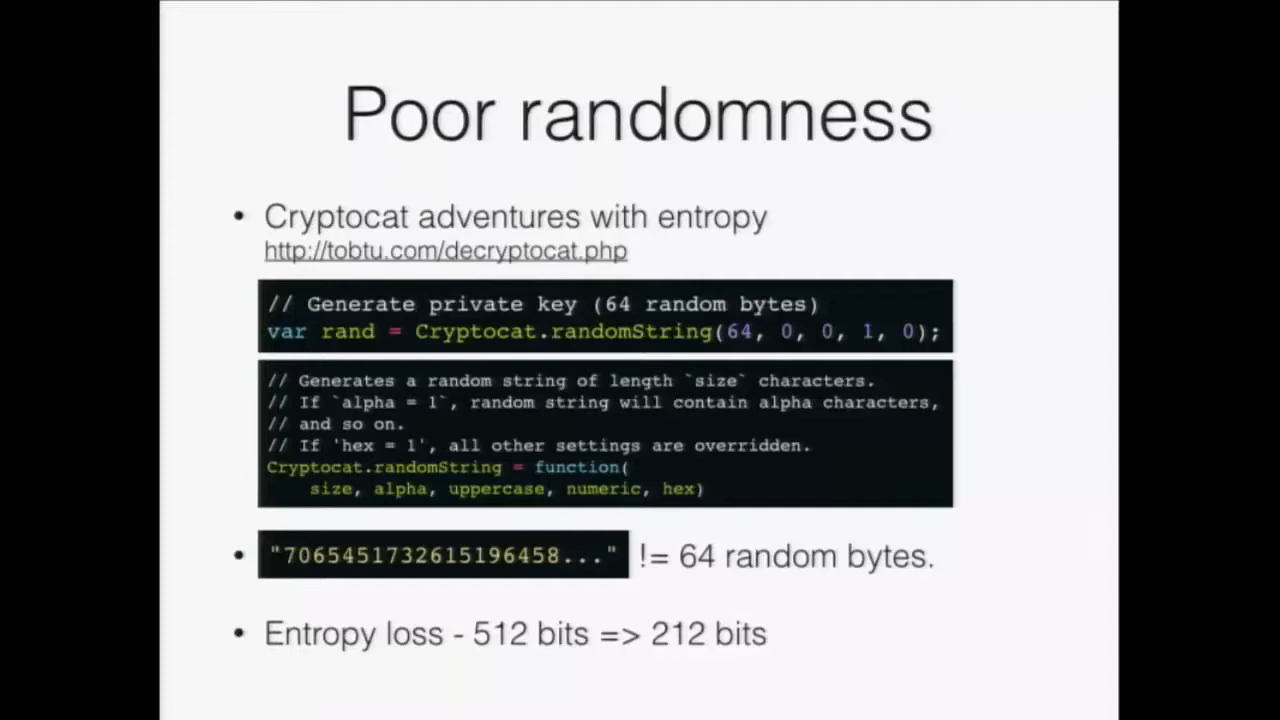 Poor randomness
• Cryptocat adventures with entropy
http://tobtu.com/decryptocat.php
// Generate private key (64 random bytes)
var rand = Cryptocat.randomString(64, 0, 0, 1, 0);
// Generates a random string of length `size` characters.
// If `alpha = 1`, random string will contain alpha characters,
// and so on.
// If 'hex = 1', all other settings are overridden.
Cryptocat.randomString = function(
size, alpha, uppercase, numeric, hex)
• "7065451732615196458..." != 64 random bytes.
• Entropy loss - 512 bits => 212 bits